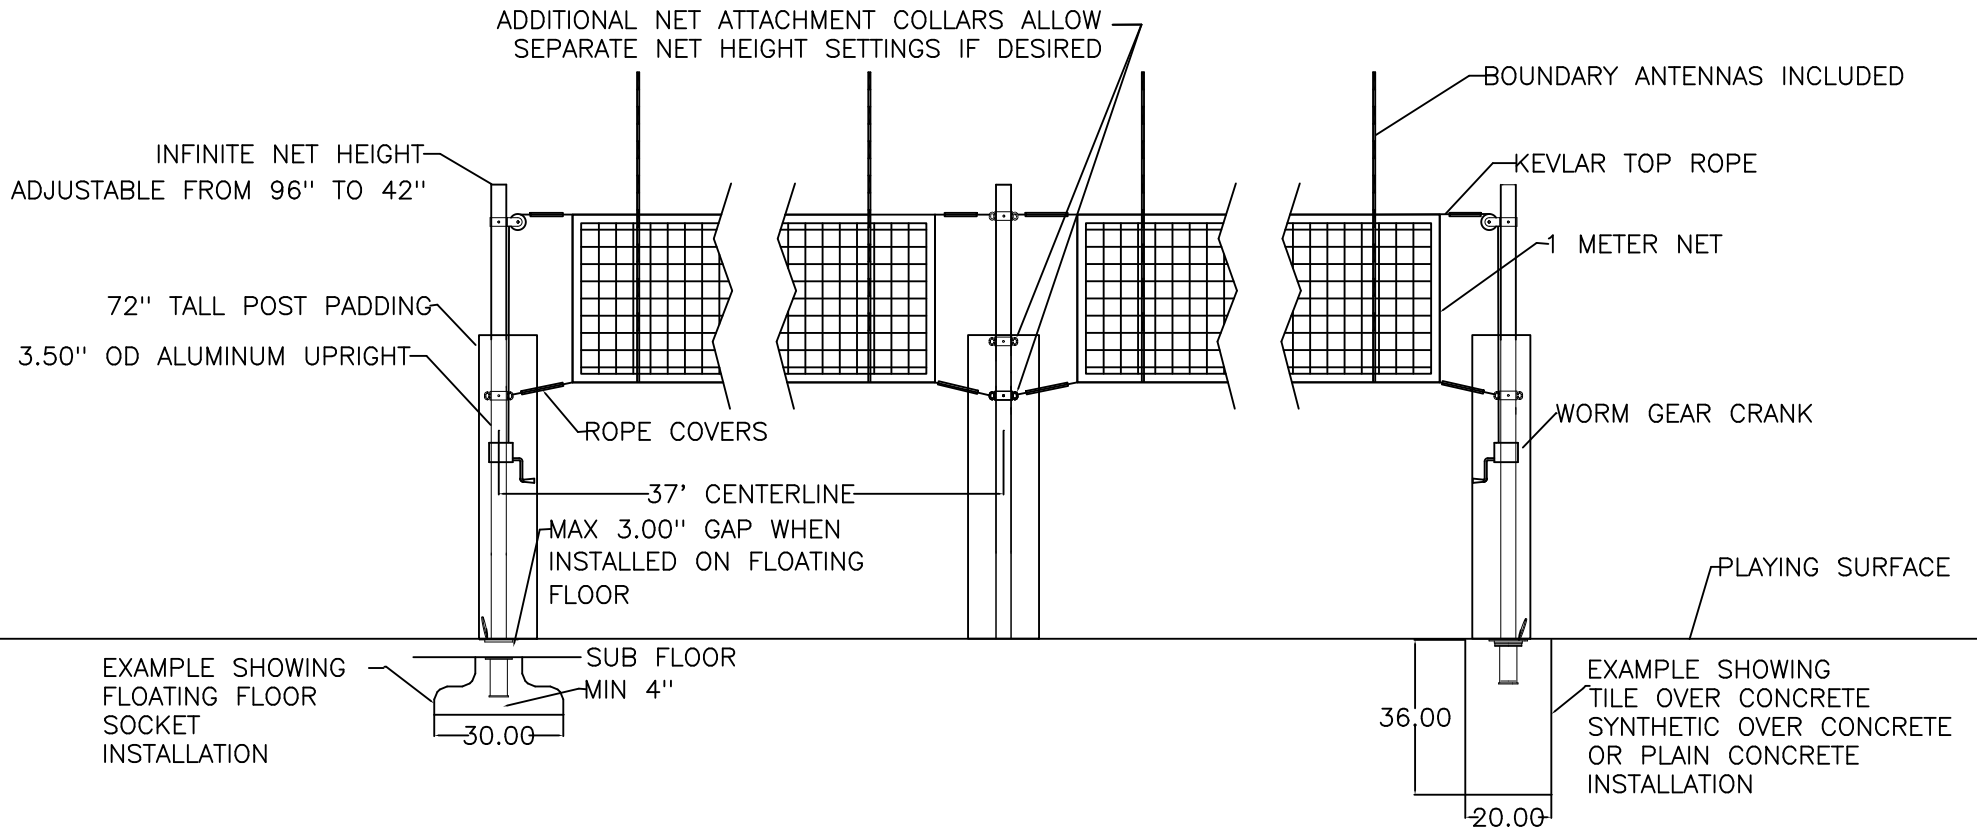 ADDITIONAL NET ATTACHMENT COLLARS ALLOW
SEPARATE NET HEIGHT SETTINGS IF DESIRED
BOUNDARY ANTENNAS INCLUDED
INFINITE NET HEIGHT
ADJUSTABLE FROM 96" TO 42"
KEVLAR TOP ROPE
1 METER NET
72" TALL POST PADDING
3.50" OD ALUMINUM UPRIGHT
ROPE COVERS
WORM GEAR CRANK
37' CENTERLINE
MAX 3.00" GAP WHEN
INSTALLED ON FLOATING
FLOOR
PLAYING SURFACE
EXAMPLE SHOWING
FLOATING FLOOR
SOCKET
INSTALLATION
SUB FLOOR
MIN 4"
30.00
36.00
20.00
EXAMPLE SHOWING
TILE OVER CONCRETE
SYNTHETIC OVER CONCRETE
OR PLAIN CONCRETE
INSTALLATION